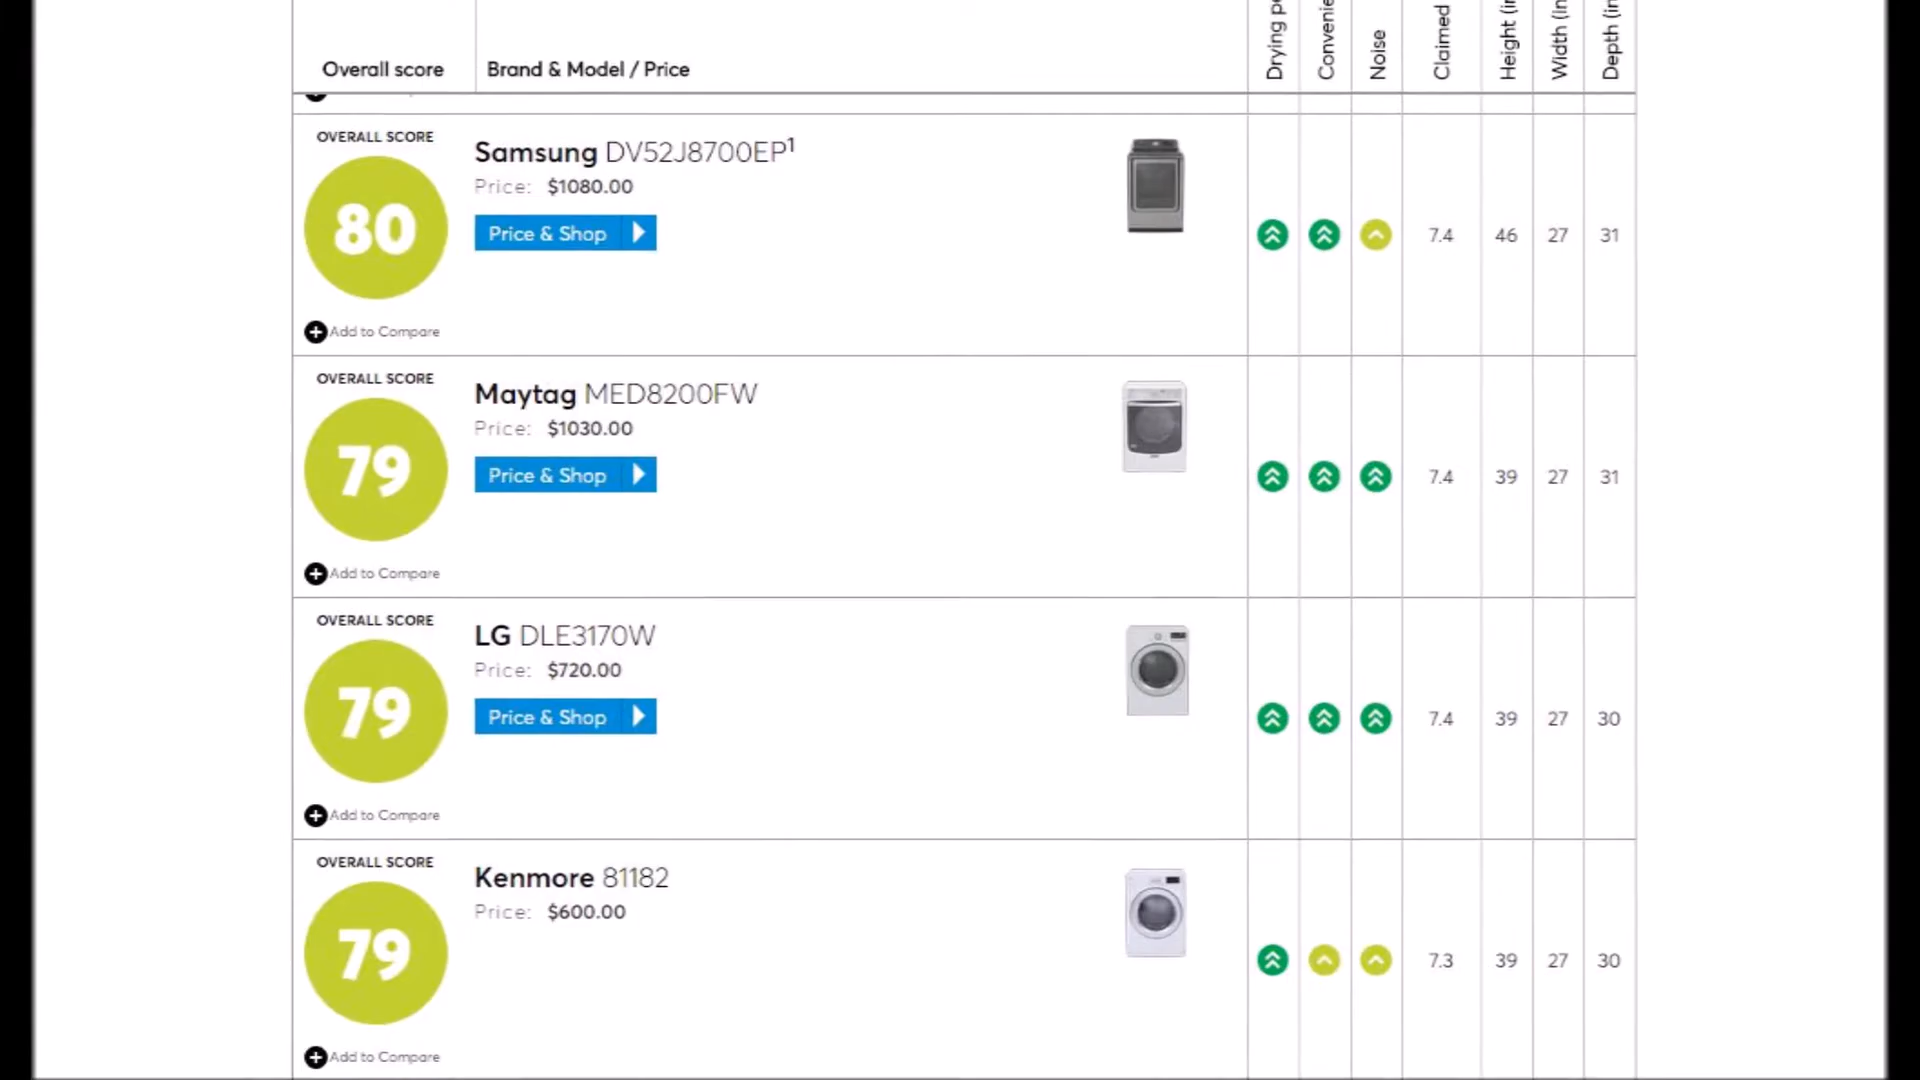 Overall score
Brand & Model / Price
Drying pe
Convenie
Noise
Claimed
Height (in
Width (in
Depth (in
OVERALL SCORE
80
Samsung DV52J8700EP¹
Price: $1080.00
Price & Shop
7.4 46 27 31
Add to Compare
OVERALL SCORE
79
Maytag MED8200FW
Price: $1030.00
Price & Shop
7.4 39 27 31
Add to Compare
OVERALL SCORE
79
LG DLE3170W
Price: $720.00
Price & Shop
7.4 39 27 30
Add to Compare
OVERALL SCORE
79
Kenmore 81182
Price: $600.00
7.3 39 27 30
Add to Compare